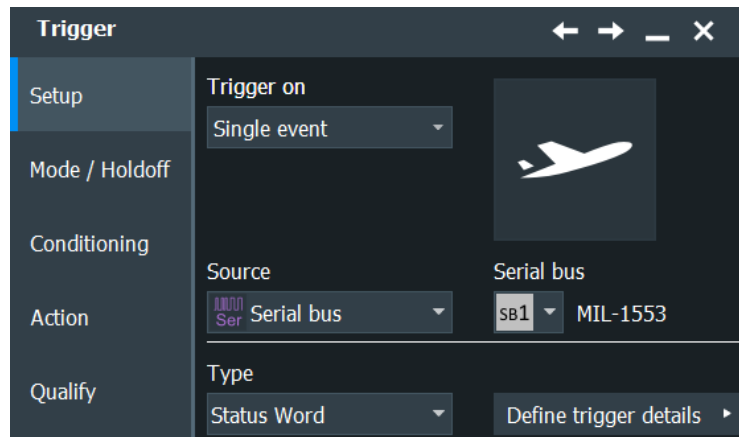 Trigger
Setup
Mode / Holdoff
Conditioning
Action
Qualify
Trigger on
Single event
Source
Serial bus
Ser Serial bus
SB1 MIL-1553
Type
Status Word
Define trigger details